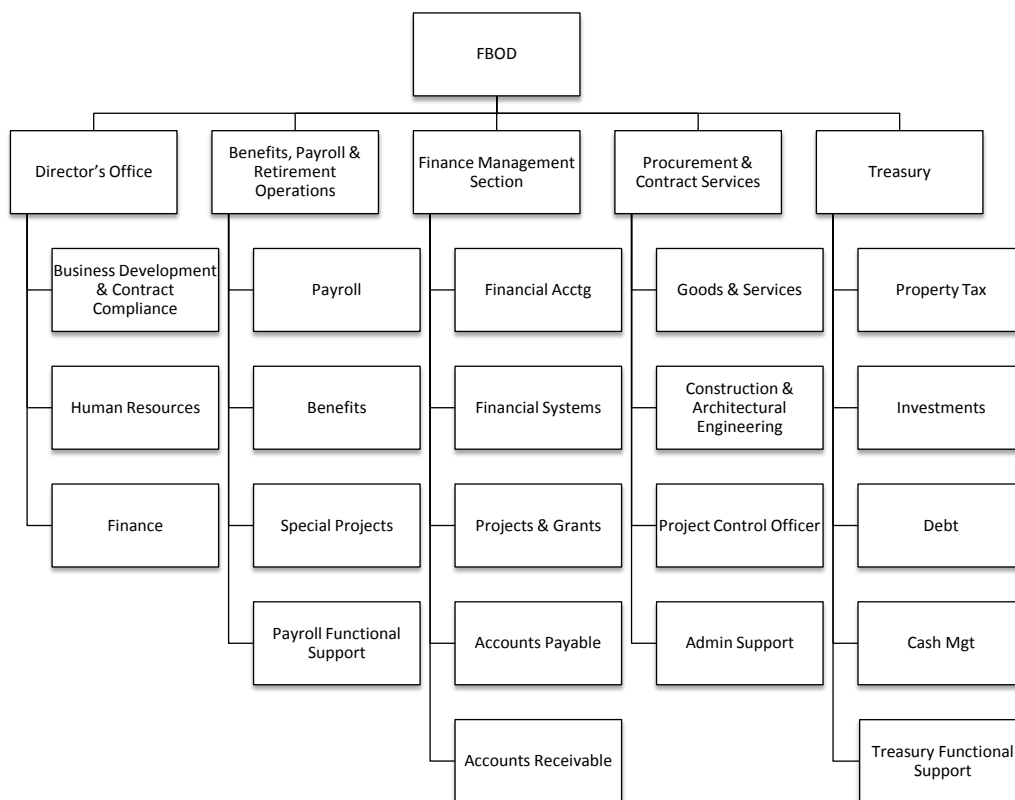 FBOD
Director's Office
Benefits, Payroll &
Retirement
Operations
Finance Management
Section
Procurement &
Contract Services
Treasury
Business Development
& Contract
Compliance
Human Resources
Finance
Payroll
Benefits
Special Projects
Payroll Functional
Support
Financial Acctg
Financial Systems
Projects & Grants
Accounts Payable
Accounts Receivable
Goods & Services
Construction &
Architectural
Engineering
Project Control Officer
Admin Support
Property Tax
Investments
Debt
Cash Mgt
Treasury Functional
Support